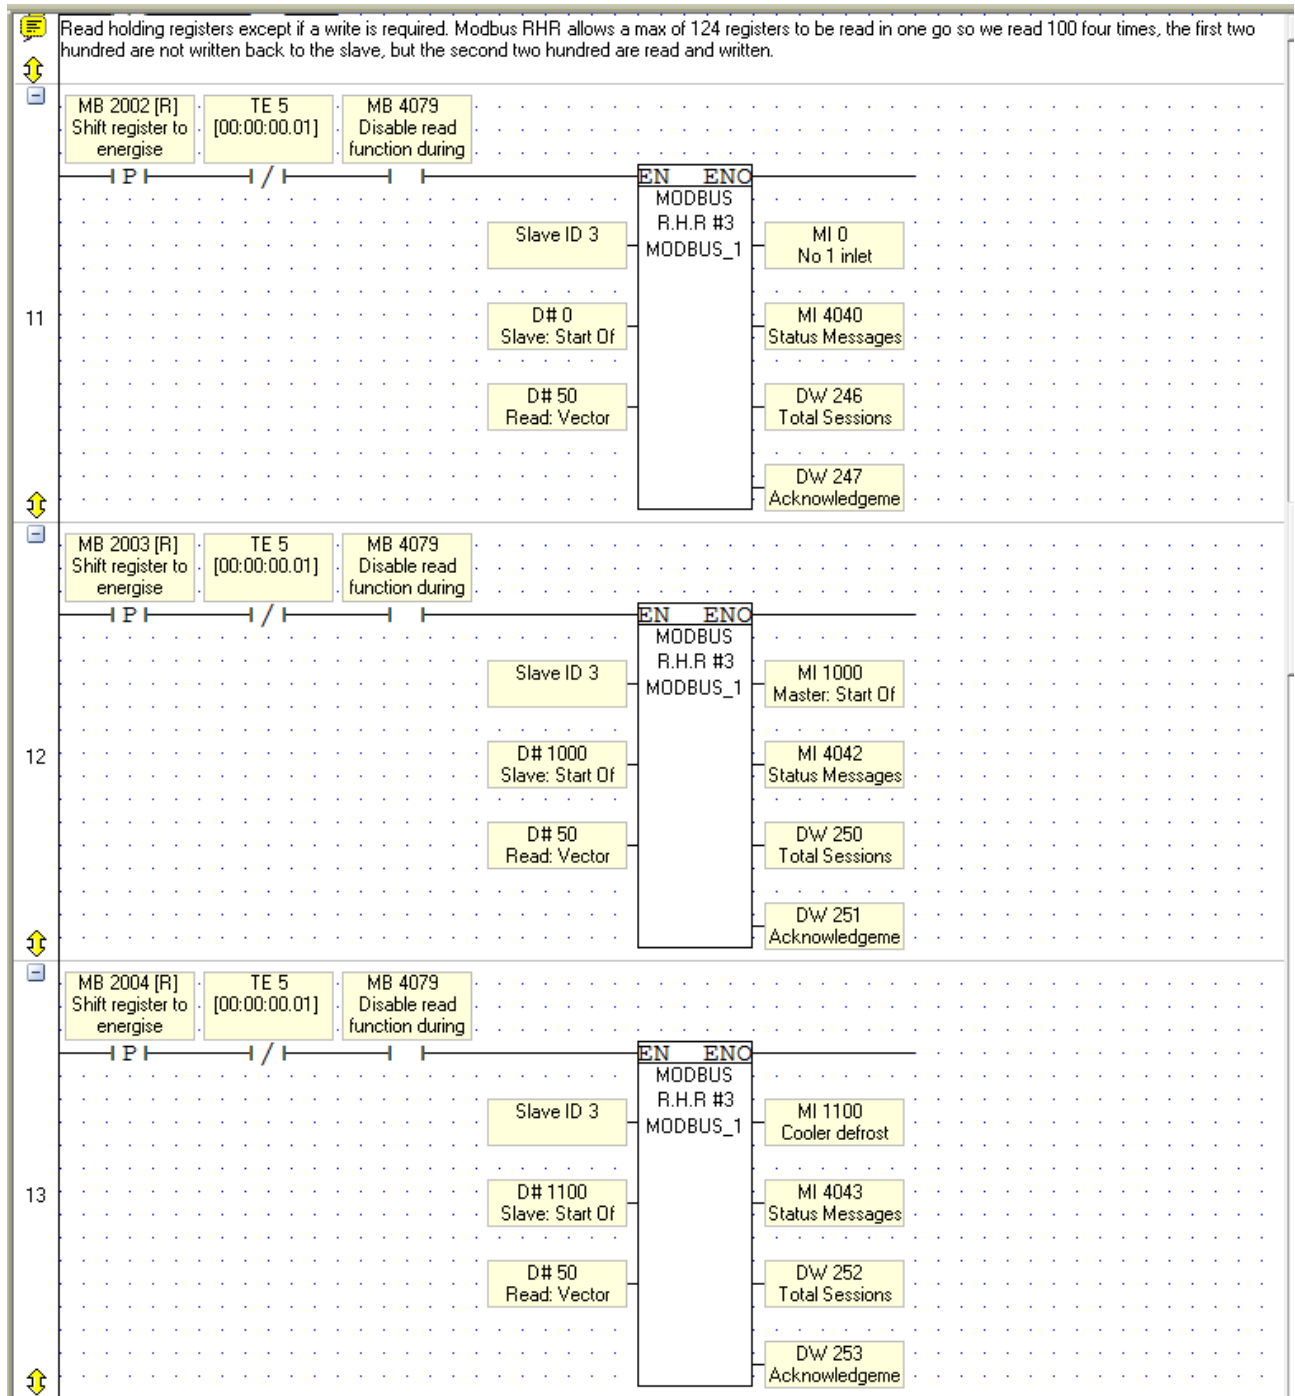 Read holding registers except if a write is required. Modbus RHR allows a max of 124 registers to be read in one go so we read 100 four times, the first two
hundred are not written back to the slave, but the second two hundred are read and written.
MB 2002 [R]
Shift register to
energise
TE 5
[00:00:00.01]
MB 4079
Disable read
function during
P
/
EN ENO
MODBUS
R.H.R #3
MODBUS_1
Slave ID 3
MI 0
No 1 inlet
11
D# 0
Slave: Start Of
MI 4040
Status Messages
D# 50
Read: Vector
DW 246
Total Sessions
DW 247
Acknowledgeme
MB 2003 [R]
Shift register to
energise
TE 5
[00:00:00.01]
MB 4079
Disable read
function during
P
/
EN ENO
MODBUS
R.H.R #3
MODBUS_1
Slave ID 3
MI 1000
Master: Start Of
12
D# 1000
Slave: Start Of
MI 4042
Status Messages
D# 50
Read: Vector
DW 250
Total Sessions
DW 251
Acknowledgeme
MB 2004 [R]
Shift register to
energise
TE 5
[00:00:00.01]
MB 4079
Disable read
function during
P
/
EN ENO
MODBUS
R.H.R #3
MODBUS_1
Slave ID 3
MI 1100
Cooler defrost
13
D# 1100
Slave: Start Of
MI 4043
Status Messages
D# 50
Read: Vector
DW 252
Total Sessions
DW 253
Acknowledgeme